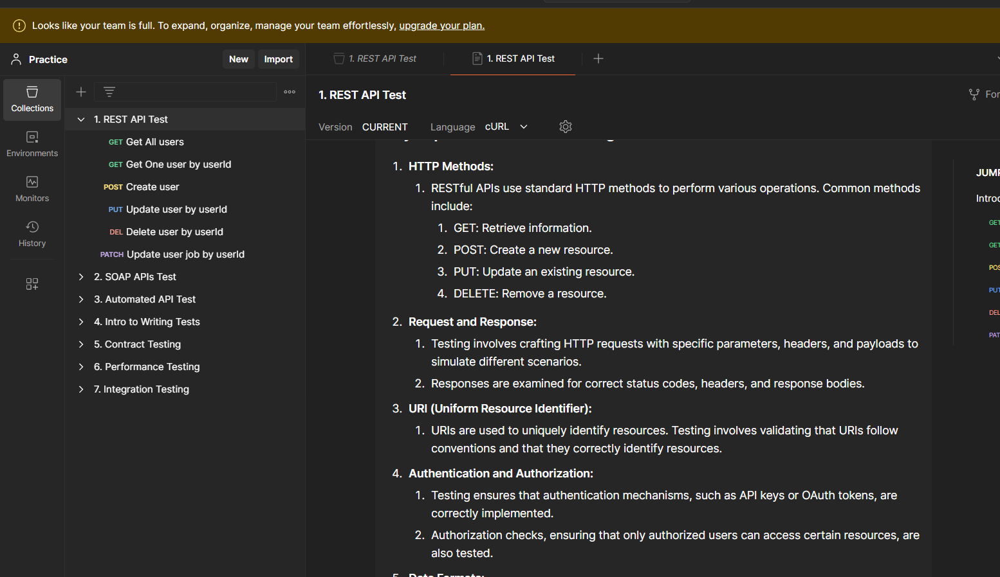 Looks like your team is full. To expand, organize, manage your team effortlessly, upgrade your plan.
Practice
New
Import
Collections
Environments
Monitors
History
1. REST API Test
GET Get All users
GET Get One user by userId
POST Create user
PUT Update user by userId
DEL Delete user by userId
PATCH Update user job by userId
2. SOAP APIs Test
3. Automated API Test
4. Intro to Writing Tests
5. Contract Testing
6. Performance Testing
7. Integration Testing
1. REST API Test
1. REST API Test
1. REST API Test
For
Version CURRENT Language cURL
1. HTTP Methods:
1. RESTful APIs use standard HTTP methods to perform various operations. Common methods
include:
1. GET: Retrieve information.
2. POST: Create a new resource.
3. PUT: Update an existing resource.
4. DELETE: Remove a resource.
2. Request and Response:
1. Testing involves crafting HTTP requests with specific parameters, headers, and payloads to
simulate different scenarios.
2. Responses are examined for correct status codes, headers, and response bodies.
3. URI (Uniform Resource Identifier):
1. URIs are used to uniquely identify resources. Testing involves validating that URIs follow
conventions and that they correctly identify resources.
4. Authentication and Authorization:
1. Testing ensures that authentication mechanisms, such as API keys or OAuth tokens, are
correctly implemented.
2. Authorization checks, ensuring that only authorized users can access certain resources, are
also tested.
5. Data Formats:
JUMP
Introd
GET
GET
POS
PUT
DEL
PAT